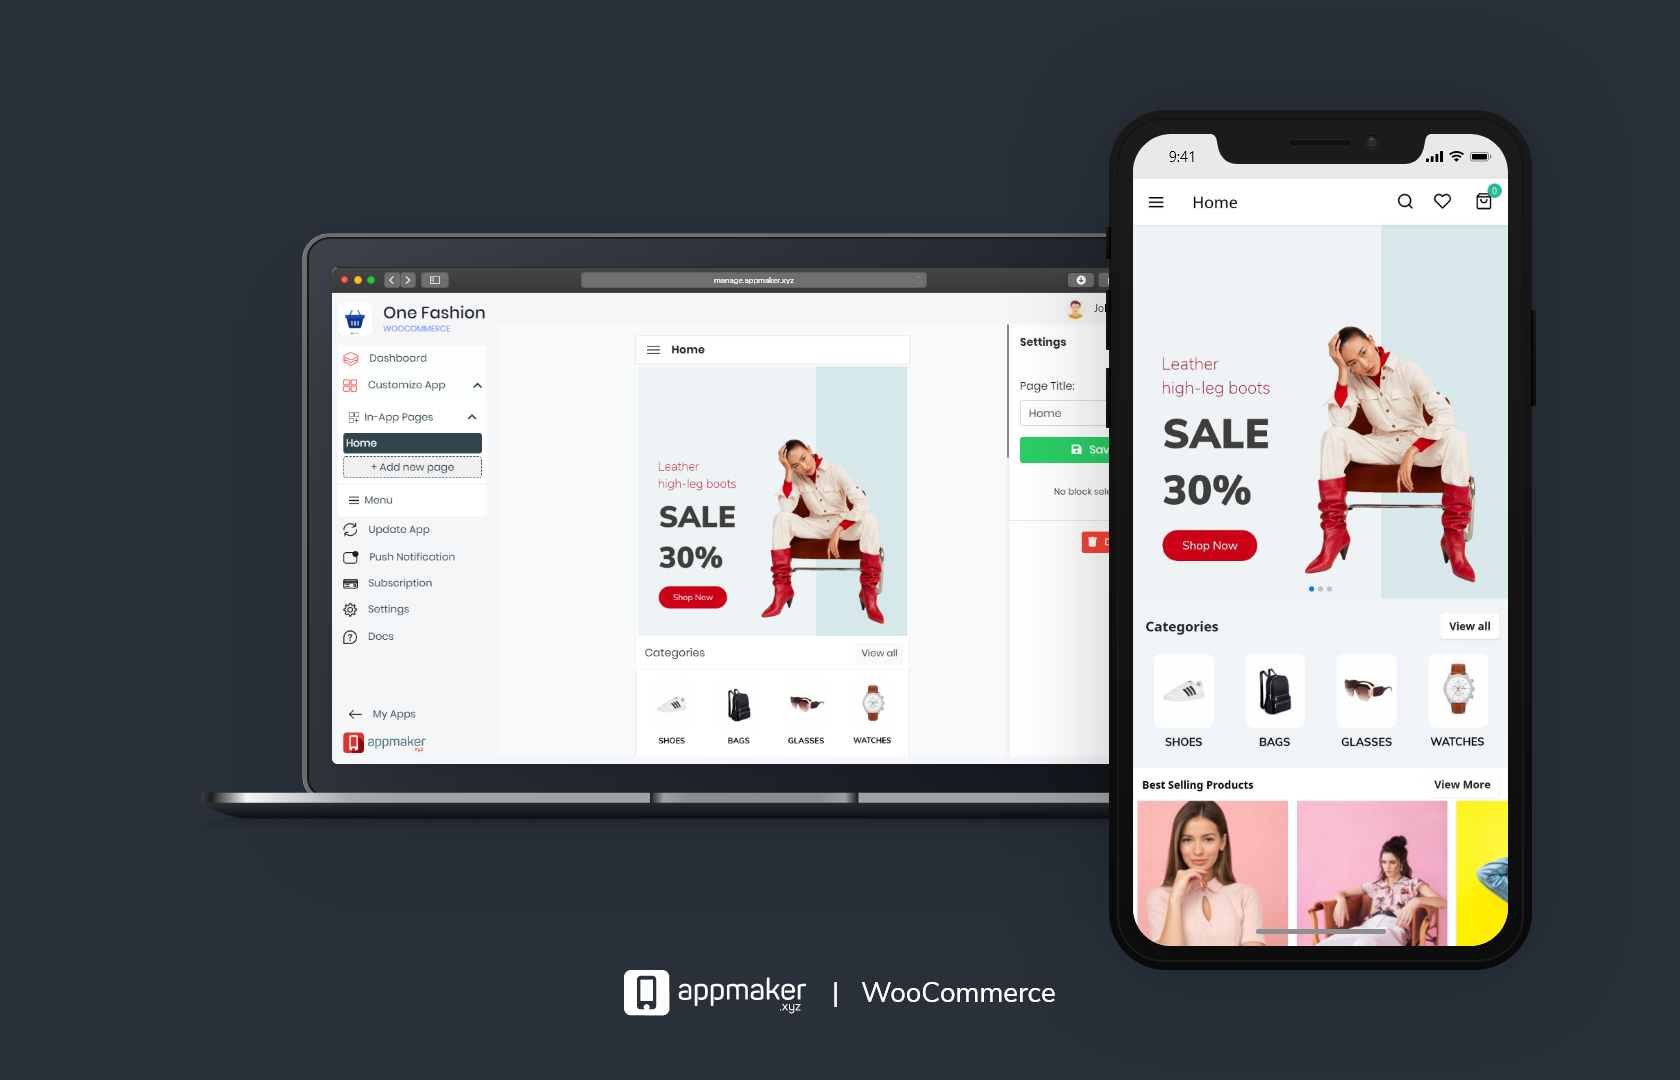 manage.appmaker.xyz
One Fashion
WOOCOMMERCE
Dashboard
Customize App
In-App Pages
Home
+ Add new page
Menu
Update App
Push Notification
Subscription
Settings
Docs
My Apps
appmaker
.xyz
Home
Leather
high-leg boots
SALE
30%
Shop Now
Categories
View all
SHOES
BAGS
GLASSES
WATCHES
Settings
Page Title:
Home
No block
9:41
Home
0
Leather
high-leg boots
SALE
30%
Shop Now
Categories
View all
SHOES
BAGS
GLASSES
WATCHES
Best Selling Products
View More
appmaker
.xyz
| WooCommerce